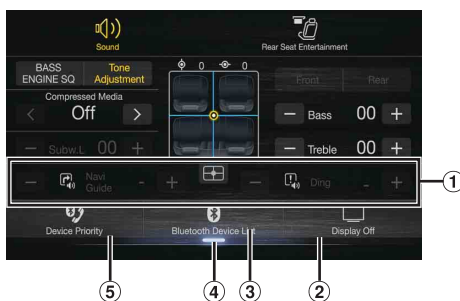 Sound
Rear Seat Entertainment
BASS ENGINE SQ
Tone Adjustment
0
0
Front
Rear
Compressed Media
< Off >
− Bass 00 +
− Subw.L 00 +
− Treble 00 +
− Navi Guide - +
− Ding - +
1
Device Priority
Bluetooth Device List
Display Off
5
4
3
2